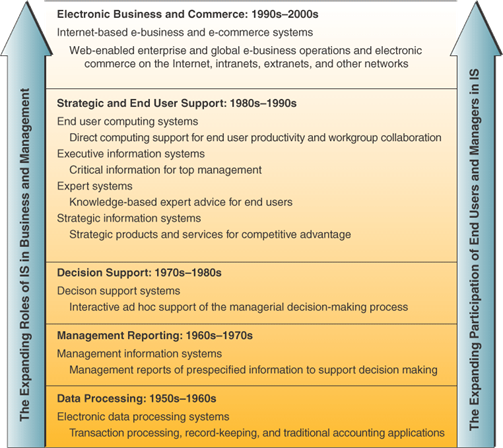 Electronic Business and Commerce: 1990s–2000s
Internet-based e-business and e-commerce systems
Web-enabled enterprise and global e-business operations and electronic
commerce on the Internet, intranets, extranets, and other networks
Strategic and End User Support: 1980s–1990s
End user computing systems
Direct computing support for end user productivity and workgroup collaboration
Executive information systems
Critical information for top management
Expert systems
Knowledge-based expert advice for end users
Strategic information systems
Strategic products and services for competitive advantage
Decision Support: 1970s–1980s
Decison support systems
Interactive ad hoc support of the managerial decision-making process
Management Reporting: 1960s–1970s
Management information systems
Management reports of prespecified information to support decision making
Data Processing: 1950s–1960s
Electronic data processing systems
Transaction processing, record-keeping, and traditional accounting applications
The Expanding Roles of IS in Business and Management
The Expanding Participation of End Users and Managers in IS